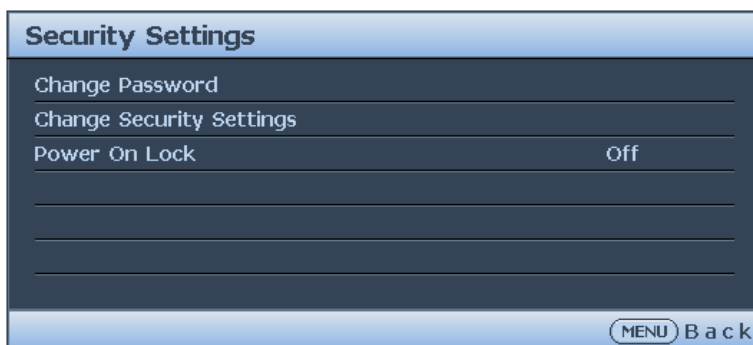 Security Settings
Change Password
Change Security Settings
Power On Lock Off
MENU Back